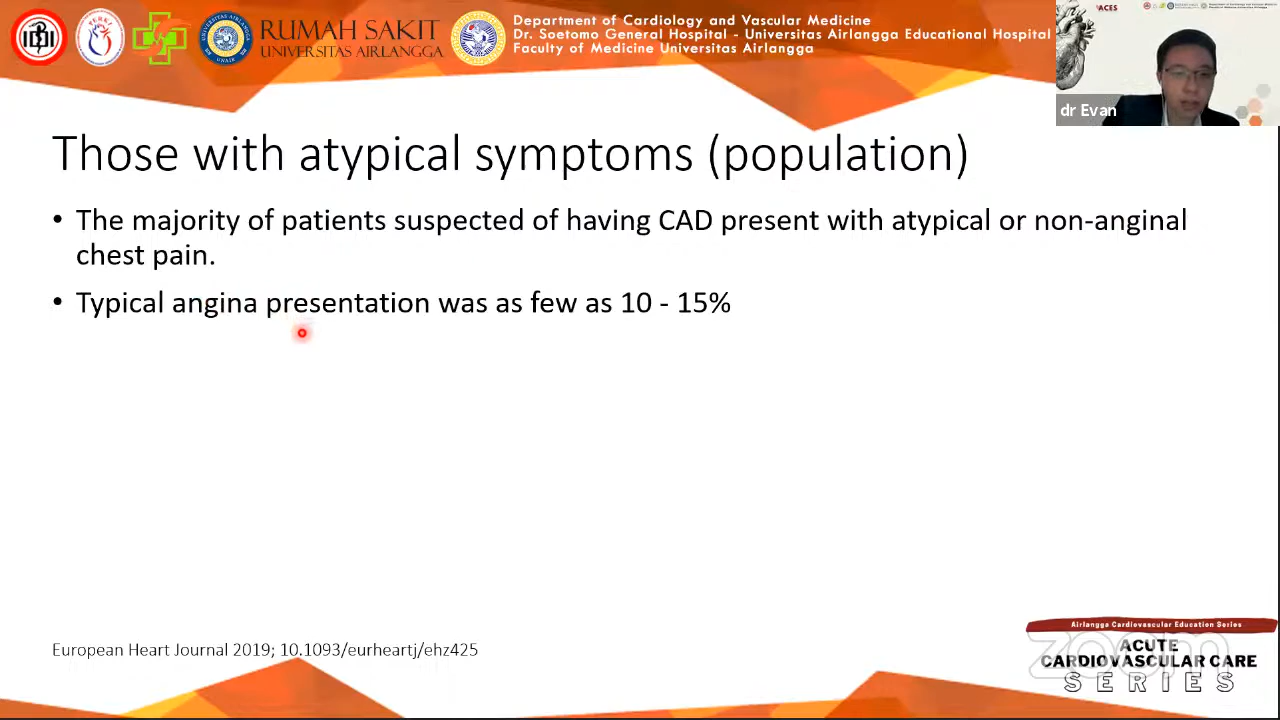 RUMAH SAKIT
UNIVERSITAS AIRLANGGA
Department of Cardiology and Vascular Medicine
Dr. Soetomo General Hospital - Universitas Airlangga Educational Hospital
Faculty of Medicine Universitas Airlangga
ACES
dr Evan
Those with atypical symptoms (population)
• The majority of patients suspected of having CAD present with atypical or non-anginal
chest pain.
• Typical angina presentation was as few as 10 - 15%
European Heart Journal 2019; 10.1093/eurheartj/ehz425
Airlangga Cardiovascular Education Series
zoom
ACUTE
CARDIOVASCULAR CARE
SERIES